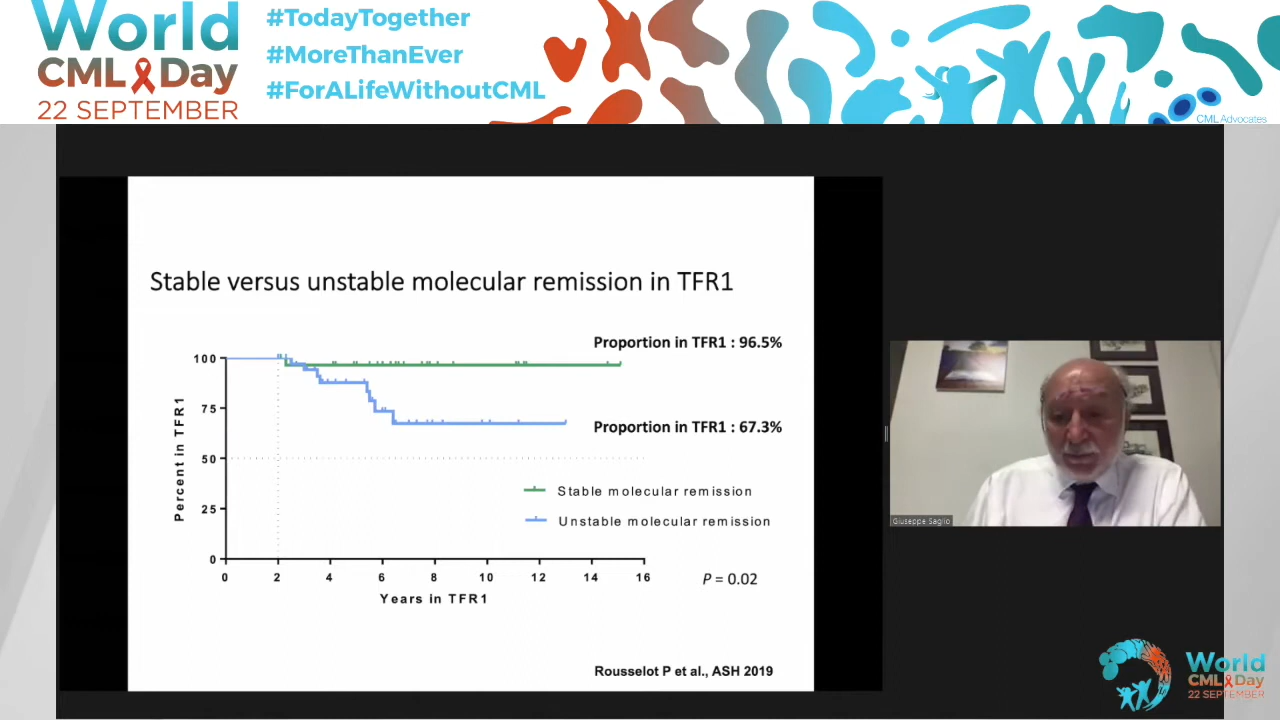 World
CML Day
22 SEPTEMBER
#TodayTogether
#MoreThanEver
#ForALifeWithoutCML
CML Advocates
Stable versus unstable molecular remission in TFR1
Proportion in TFR1 : 96.5%
Proportion in TFR1 : 67.3%
Percent in TFR1
100
75
50
25
0
Stable molecular remission
Unstable molecular remission
0 2 4 6 8 10 12 14 16
Years in TFR1
P = 0.02
Rousselot P et al., ASH 2019
Giuseppe Saglio
World
CML Day
22 SEPTEMBER